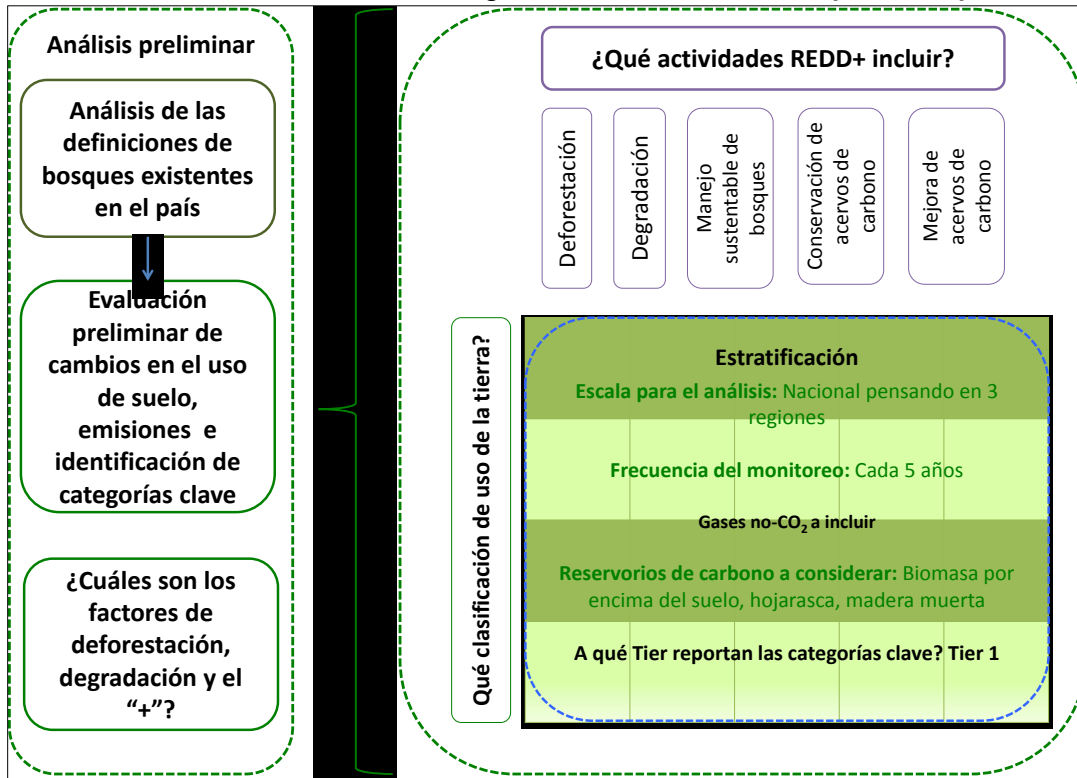 Análisis preliminar
Análisis de las
definiciones de
bosques existentes
en el país
Evaluación
preliminar de
cambios en el uso
de suelo,
emisiones e
identificación de
categorías clave
¿Cuáles son los
factores de
deforestación,
degradación y el
“+”?
¿Qué actividades REDD+ incluir?
Deforestación
Degradación
Manejo
sustentable de
bosques
Conservación de
acervos de
carbono
Mejora de
acervos de
carbono
Qué clasificación de uso de la tierra?
Estratificación
Escala para el análisis: Nacional pensando en 3
regiones
Frecuencia del monitoreo: Cada 5 años
Gases no-CO₂ a incluir
Reservorios de carbono a considerar: Biomasa por
encima del suelo, hojarasca, madera muerta
A qué Tier reportan las categorías clave? Tier 1